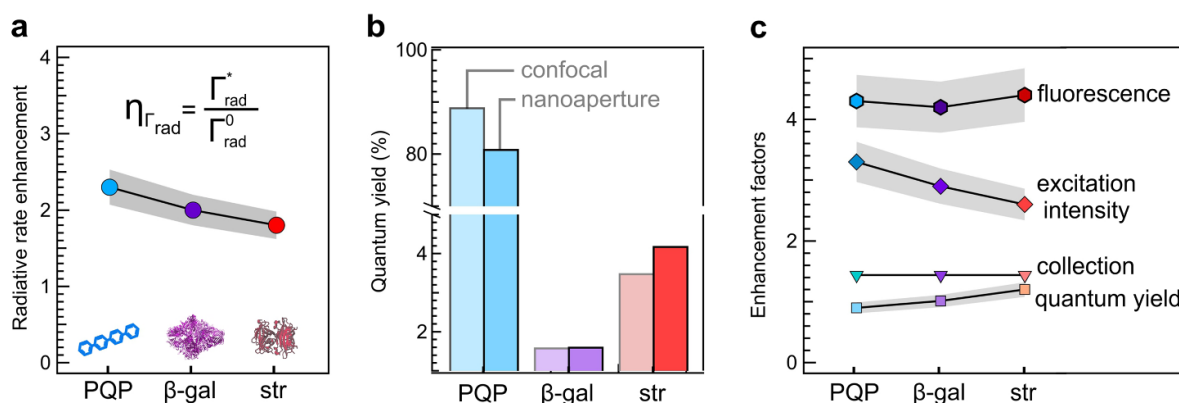 a
Radiative rate enhancement
4
3
2
1
0
η_Γrad = Γ*rad / Γ⁰rad
PQP
β-gal
str
b
Quantum yield (%)
100
80
4
2
confocal
nanoaperture
PQP
β-gal
str
c
Enhancement factors
4
2
0
fluorescence
excitation
intensity
collection
quantum yield
PQP
β-gal
str